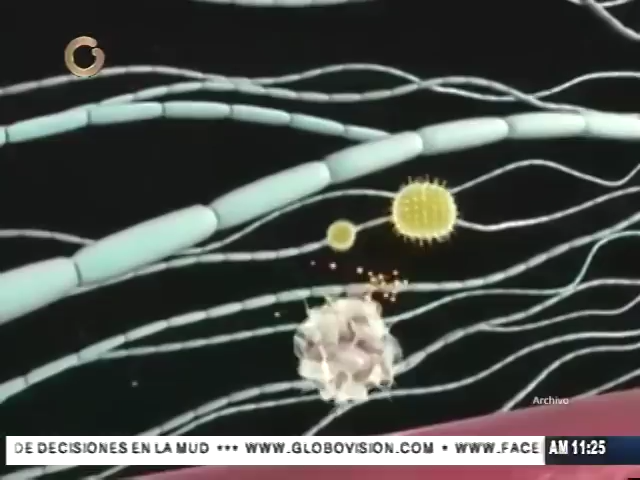 Archivo
DE DECISIONES EN LA MUD *** WWW.GLOBOVISION.COM * WWW.FACE
AM 11:25